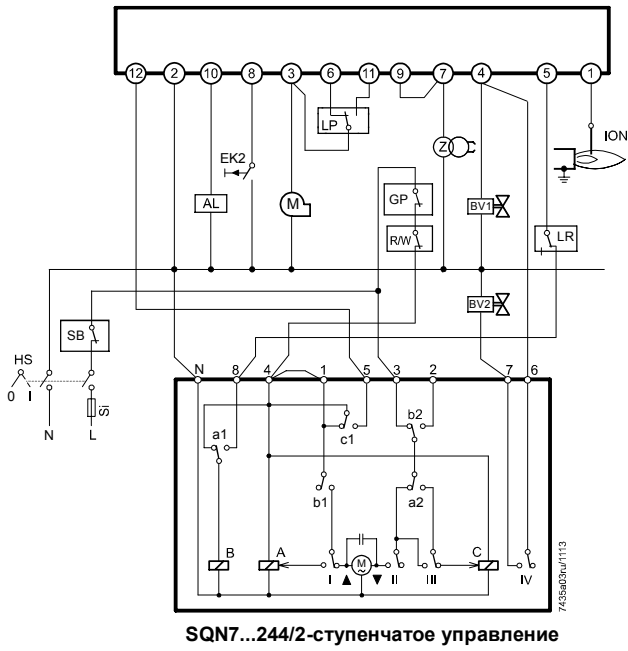 12 2 10 8 3 6 11 9 7 4 5 1
LP
ION
EK2
Z
AL
M
GP
BV1
R/W
LR
SB
BV2
HS
0 I
Si
N L
N 8 4 1 5 3 2 7 6
a1
c1
b2
b1
a2
B A M C
I II III IV
7435a03ru/1113
SQN7...244/2-ступенчатое управление